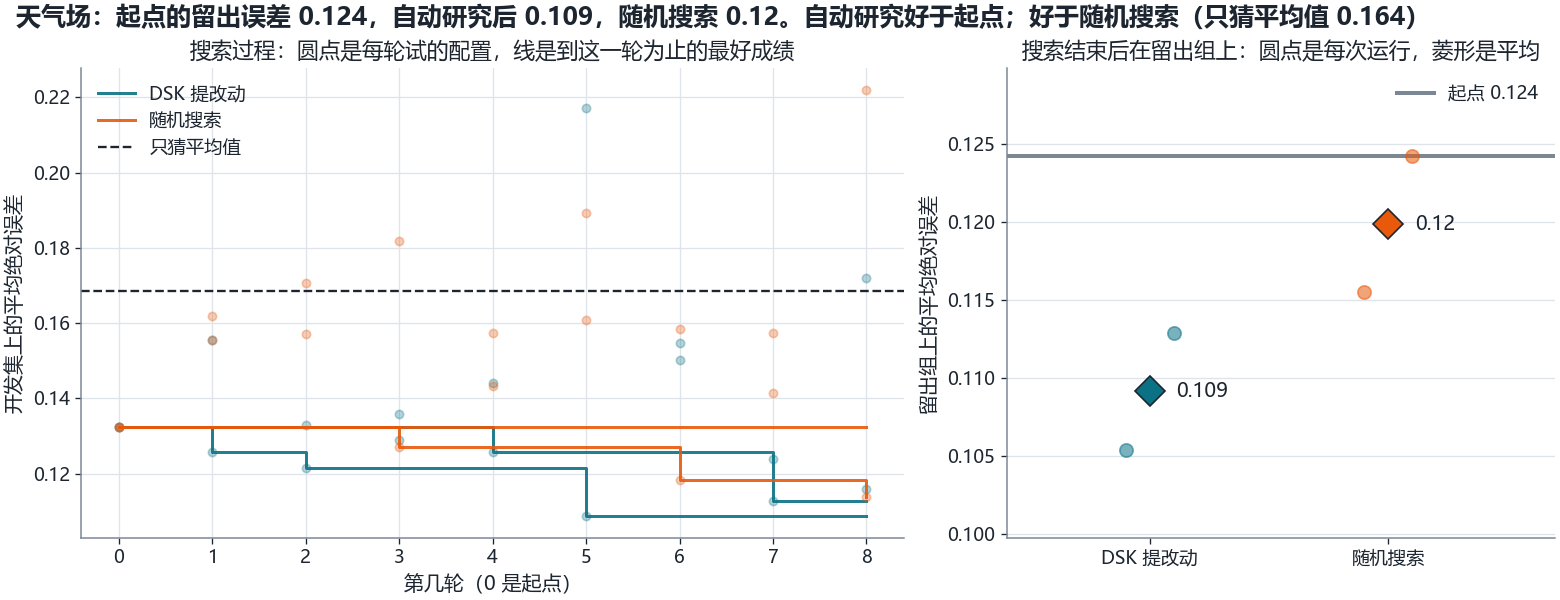 天气场：起点的留出误差 0.124，自动研究后 0.109，随机搜索 0.12。自动研究好于起点；好于随机搜索（只猜平均值 0.164）
搜索过程：圆点是每轮试的配置，线是到这一轮为止的最好成绩
DSK 提改动
随机搜索
只猜平均值
开发集上的平均绝对误差
0.22
0.20
0.18
0.16
0.14
0.12
0 1 2 3 4 5 6 7 8
第几轮（0 是起点）
搜索结束后在留出组上：圆点是每次运行，菱形是平均
起点 0.124
留出组上的平均绝对误差
0.125
0.120
0.115
0.110
0.105
0.100
0.12
0.109
DSK 提改动 随机搜索